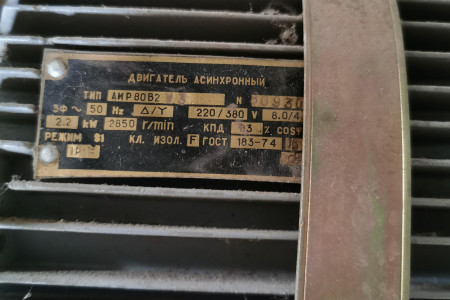 ДВИГАТЕЛЬ АСИНХРОННЫЙ
ТИП АИР80В2 N
3Ф ~ 50 Hz Δ/Y 220/380 V 8.0/4
2.2 kW 2850 r/min КПД 83 % COSΨ
РЕЖИМ S1 КЛ. ИЗОЛ. F ГОСТ 183-74